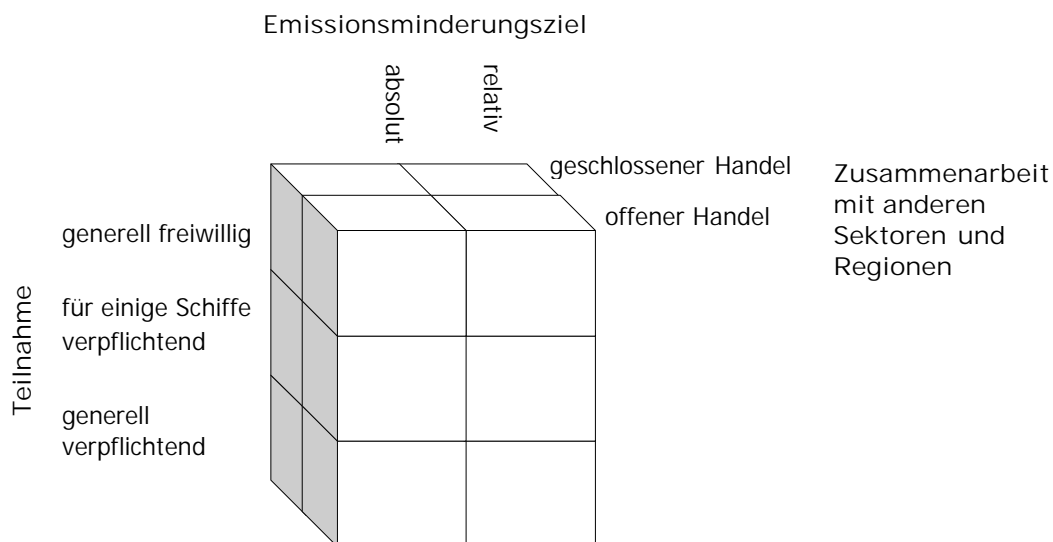 Emissionsminderungsziel
absolut
relativ
geschlossener Handel
offener Handel
Zusammenarbeit
mit anderen
Sektoren und
Regionen
Teilnahme
generell freiwillig
für einige Schiffe
verpflichtend
generell
verpflichtend